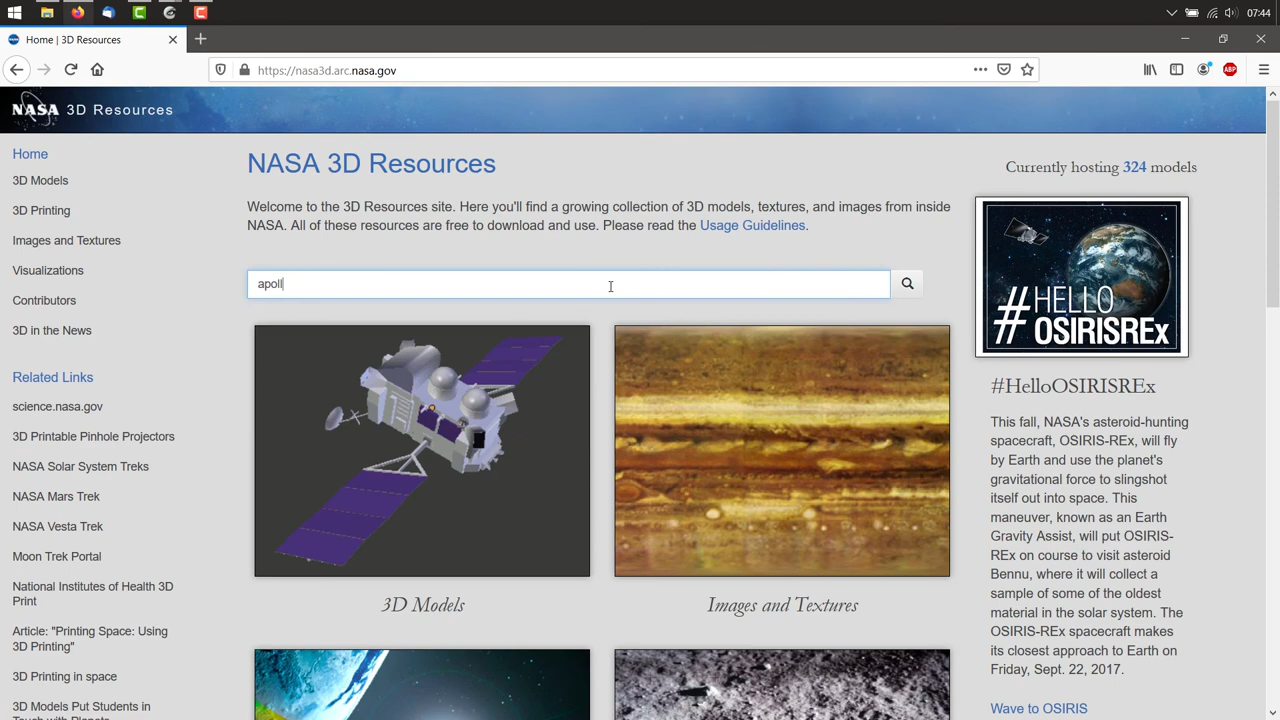 07:44
Home | 3D Resources
https://nasa3d.arc.nasa.gov
ABP
NASA 3D Resources
Home
3D Models
3D Printing
Images and Textures
Visualizations
Contributors
3D in the News
Related Links
science.nasa.gov
3D Printable Pinhole Projectors
NASA Solar System Treks
NASA Mars Trek
NASA Vesta Trek
Moon Trek Portal
National Institutes of Health 3D
Print
Article: "Printing Space: Using
3D Printing"
3D Printing in space
3D Models Put Students in
Touch with Planets
NASA 3D Resources
Welcome to the 3D Resources site. Here you'll find a growing collection of 3D models, textures, and images from inside
NASA. All of these resources are free to download and use. Please read the Usage Guidelines.
apoll
3D Models
Images and Textures
Currently hosting 324 models
#HELLO
OSIRISREx
#HelloOSIRISREx
This fall, NASA's asteroid-hunting
spacecraft, OSIRIS-REx, will fly
by Earth and use the planet's
gravitational force to slingshot
itself out into space. This
maneuver, known as an Earth
Gravity Assist, will put OSIRIS-
REx on course to visit asteroid
Bennu, where it will collect a
sample of some of the oldest
material in the solar system. The
OSIRIS-REx spacecraft makes
its closest approach to Earth on
Friday, Sept. 22, 2017.
Wave to OSIRIS